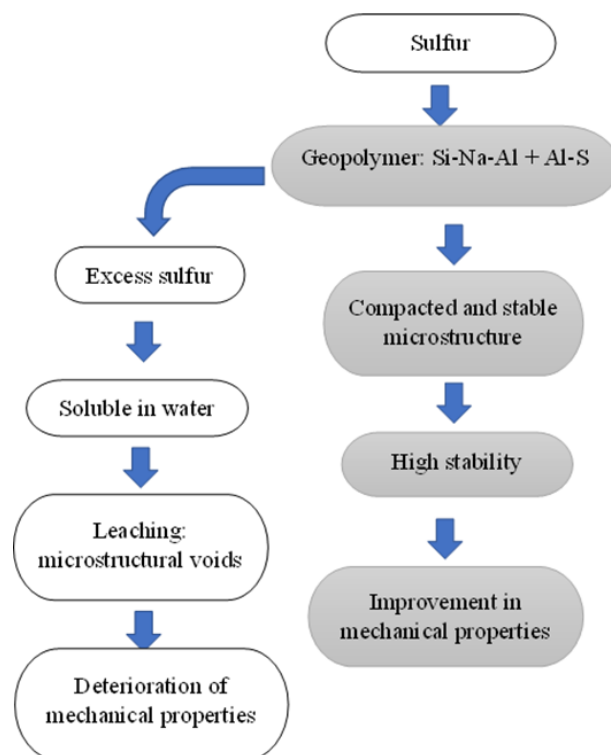 Sulfur
Geopolymer: Si-Na-Al + Al-S
Excess sulfur
Soluble in water
Leaching:
microstructural voids
Deterioration of
mechanical properties
Compacted and stable
microstructure
High stability
Improvement in
mechanical properties